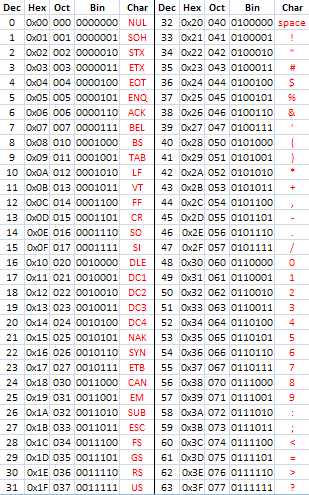 Dec Hex Oct Bin Char Dec Hex Oct Bin Char
0 0x00 000 0000000 NUL 32 0x20 040 0100000 space
1 0x01 001 0000001 SOH 33 0x21 041 0100001 !
2 0x02 002 0000010 STX 34 0x22 042 0100010 "
3 0x03 003 0000011 ETX 35 0x23 043 0100011 #
4 0x04 004 0000100 EOT 36 0x24 044 0100100 $
5 0x05 005 0000101 ENQ 37 0x25 045 0100101 %
6 0x06 006 0000110 ACK 38 0x26 046 0100110 &
7 0x07 007 0000111 BEL 39 0x27 047 0100111 '
8 0x08 010 0001000 BS 40 0x28 050 0101000 (
9 0x09 011 0001001 TAB 41 0x29 051 0101001 )
10 0x0A 012 0001010 LF 42 0x2A 052 0101010 *
11 0x0B 013 0001011 VT 43 0x2B 053 0101011 +
12 0x0C 014 0001100 FF 44 0x2C 054 0101100 ,
13 0x0D 015 0001101 CR 45 0x2D 055 0101101 -
14 0x0E 016 0001110 SO 46 0x2E 056 0101110 .
15 0x0F 017 0001111 SI 47 0x2F 057 0101111 /
16 0x10 020 0010000 DLE 48 0x30 060 0110000 0
17 0x11 021 0010001 DC1 49 0x31 061 0110001 1
18 0x12 022 0010010 DC2 50 0x32 062 0110010 2
19 0x13 023 0010011 DC3 51 0x33 063 0110011 3
20 0x14 024 0010100 DC4 52 0x34 064 0110100 4
21 0x15 025 0010101 NAK 53 0x35 065 0110101 5
22 0x16 026 0010110 SYN 54 0x36 066 0110110 6
23 0x17 027 0010111 ETB 55 0x37 067 0110111 7
24 0x18 030 0011000 CAN 56 0x38 070 0111000 8
25 0x19 031 0011001 EM 57 0x39 071 0111001 9
26 0x1A 032 0011010 SUB 58 0x3A 072 0111010 :
27 0x1B 033 0011011 ESC 59 0x3B 073 0111011 ;
28 0x1C 034 0011100 FS 60 0x3C 074 0111100 <
29 0x1D 035 0011101 GS 61 0x3D 075 0111101 =
30 0x1E 036 0011110 RS 62 0x3E 076 0111110 >
31 0x1F 037 0011111 US 63 0x3F 077 0111111 ?